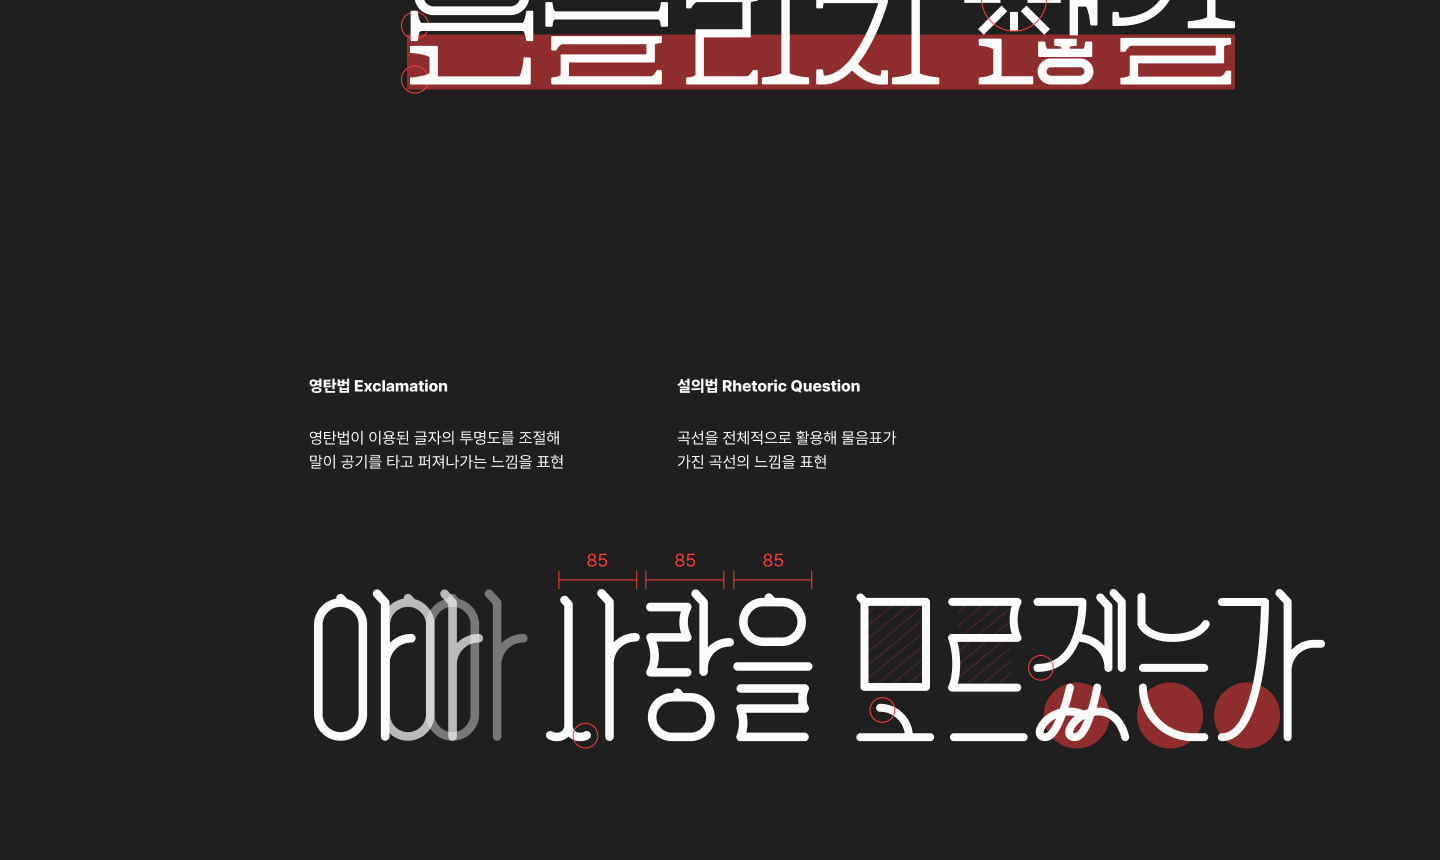 영탄법 Exclamation
영탄법이 이용된 글자의 투명도를 조절해
말이 공기를 타고 퍼져나가는 느낌을 표현
설의법 Rhetoric Question
곡선을 전체적으로 활용해 물음표가
가진 곡선의 느낌을 표현
85 85 85
아아아 사랑을 모르겠는가